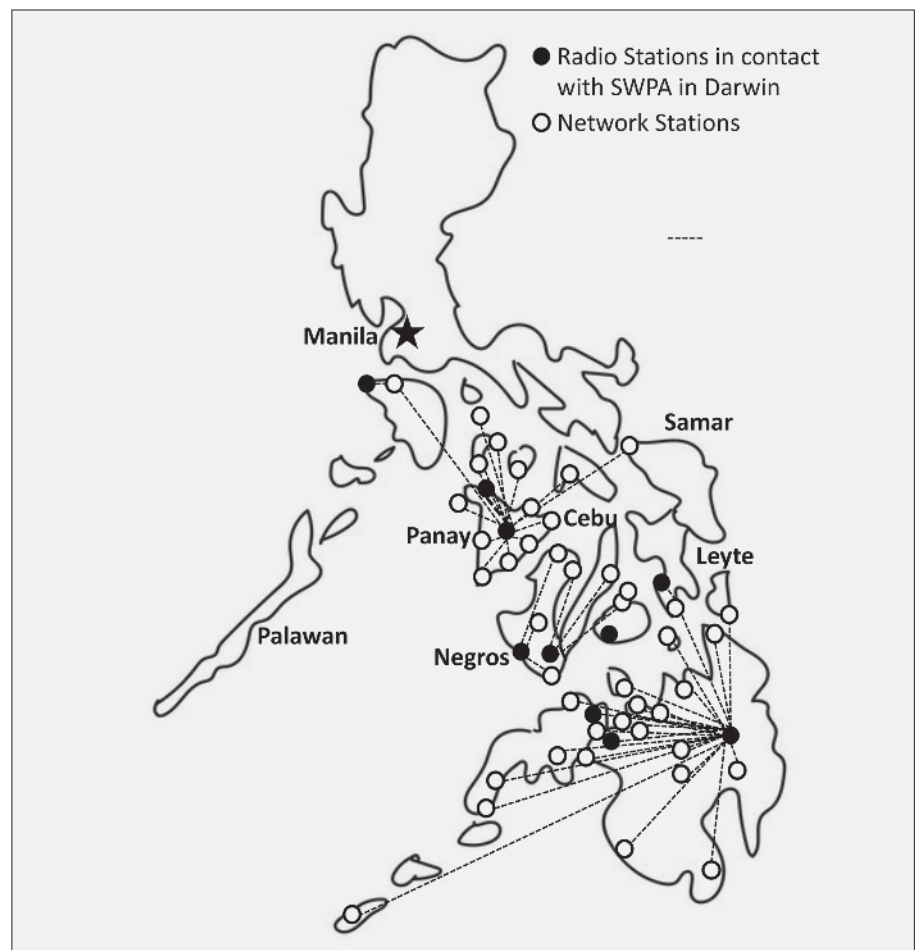 Radio Stations in contact
with SWPA in Darwin
Network Stations
Manila
Samar
Panay
Cebu
Leyte
Palawan
Negros